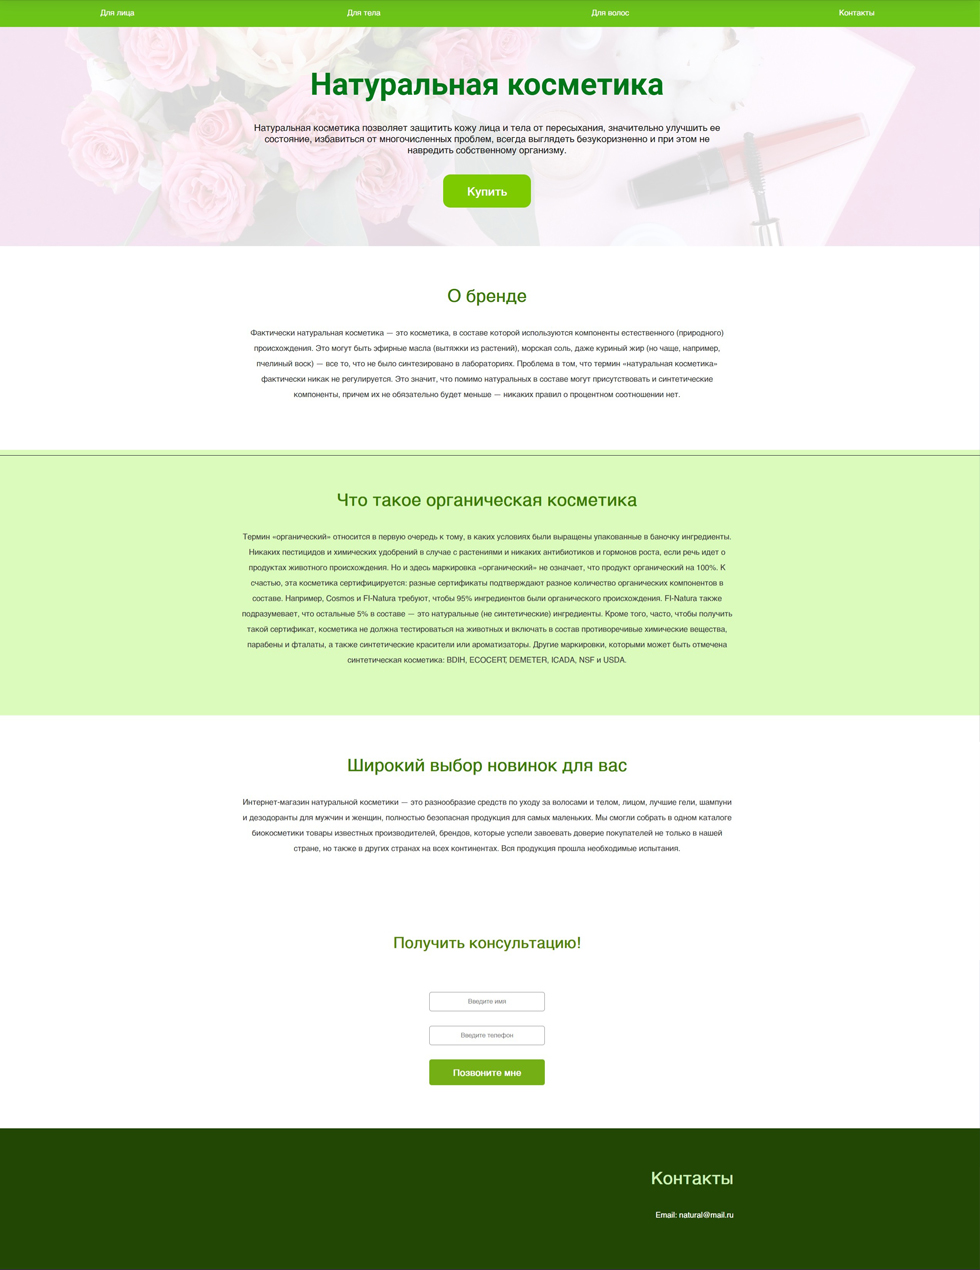 Для лица
Для тела
Для волос
Контакты
Натуральная косметика
Натуральная косметика позволяет защитить кожу лица и тела от пересыхания, значительно улучшить ее
состояние, избавиться от многочисленных проблем, всегда выглядеть безукоризненно и при этом не
навредить собственному организму.
Купить
О бренде
Фактически натуральная косметика — это косметика, в составе которой используются компоненты естественного (природного)
происхождения. Это могут быть эфирные масла (вытяжки из растений), морская соль, даже куриный жир (но чаще, например,
пчелиный воск) — все то, что не было синтезировано в лабораториях. Проблема в том, что термин «натуральная косметика»
фактически никак не регулируется. Это значит, что помимо натуральных в составе могут присутствовать и синтетические
компоненты, причем их не обязательно будет меньше — никаких правил о процентном соотношении нет.
Что такое органическая косметика
Термин «органический» относится в первую очередь к тому, в каких условиях были выращены упакованные в баночку ингредиенты.
Никаких пестицидов и химических удобрений в случае с растениями и никаких антибиотиков и гормонов роста, если речь идет о
продуктах животного происхождения. Но и здесь маркировка «органический» не означает, что продукт органический на 100%. К
счастью, эта косметика сертифицируется: разные сертификаты подтверждают разное количество органических компонентов в
составе. Например, Cosmos и FI-Natura требуют, чтобы 95% ингредиентов были органического происхождения. FI-Natura также
подразумевает, что остальные 5% в составе — это натуральные (не синтетические) ингредиенты. Кроме того, часто, чтобы получить
такой сертификат, косметика не должна тестироваться на животных и включать в состав противоречивые химические вещества,
парабены и фталаты, а также синтетические красители или ароматизаторы. Другие маркировки, которыми может быть отмечена
синтетическая косметика: BDIH, ECOCERT, DEMETER, ICADA, NSF и USDA.
Широкий выбор новинок для вас
Интернет-магазин натуральной косметики — это разнообразие средств по уходу за волосами и телом, лицом, лучшие гели, шампуни
и дезодоранты для мужчин и женщин, полностью безопасная продукция для самых маленьких. Мы смогли собрать в одном каталоге
биокосметики товары известных производителей, брендов, которые успели завоевать доверие покупателей не только в нашей
стране, но также в других странах на всех континентах. Вся продукция прошла необходимые испытания.
Получить консультацию!
Введите имя
Введите телефон
Позвоните мне
Контакты
Email: natural@mail.ru